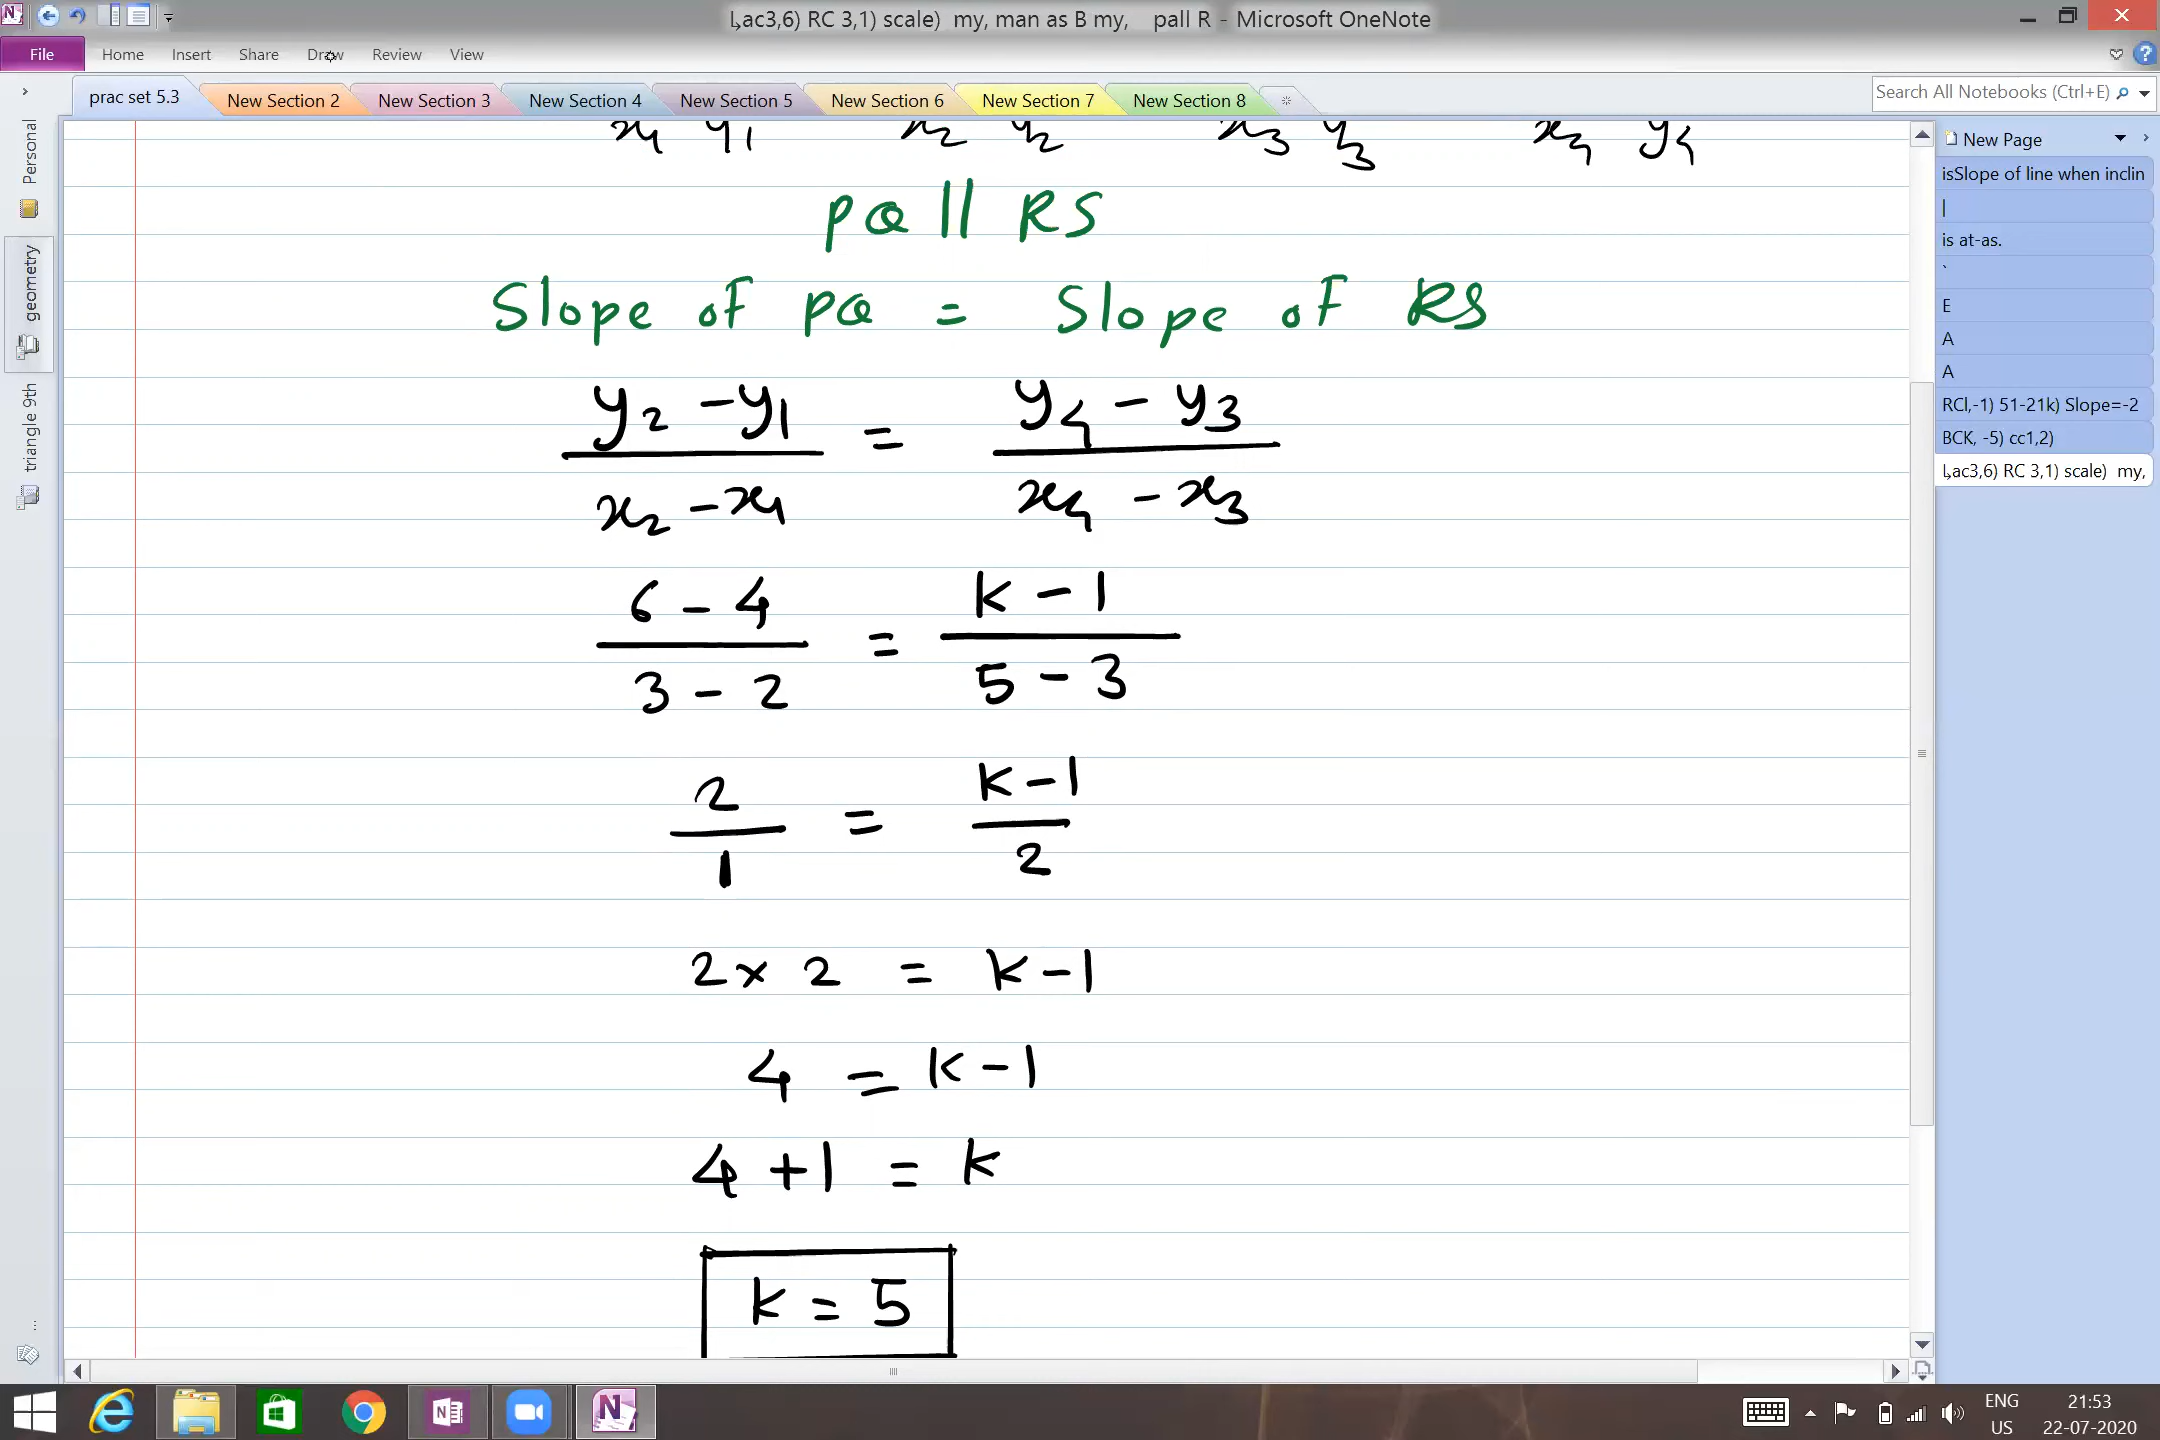 Ļac3,6) RC 3,1) scale) my, man as B my, pall R - Microsoft OneNote
File Home Insert Share Draw Review View
prac set 5.3 New Section 2 New Section 3 New Section 4 New Section 5 New Section 6 New Section 7 New Section 8
Search All Notebooks (Ctrl+E)
Personal
geometry
triangle 9th
x1 y1 x2 y2 x3 y3 x4 y4
PQ || RS
Slope of PQ = Slope of RS
y2 - y1 / x2 - x1 = y4 - y3 / x4 - x3
6 - 4 / 3 - 2 = k - 1 / 5 - 3
2 / 1 = k - 1 / 2
2 × 2 = k - 1
4 = k - 1
4 + 1 = k
k = 5
New Page
isSlope of line when inclin
|
is at-as.
`
E
A
A
RCl,-1) 51-21k) Slope=-2
BCK, -5) cc1,2)
Ļac3,6) RC 3,1) scale) my,
ENG
US
21:53
22-07-2020